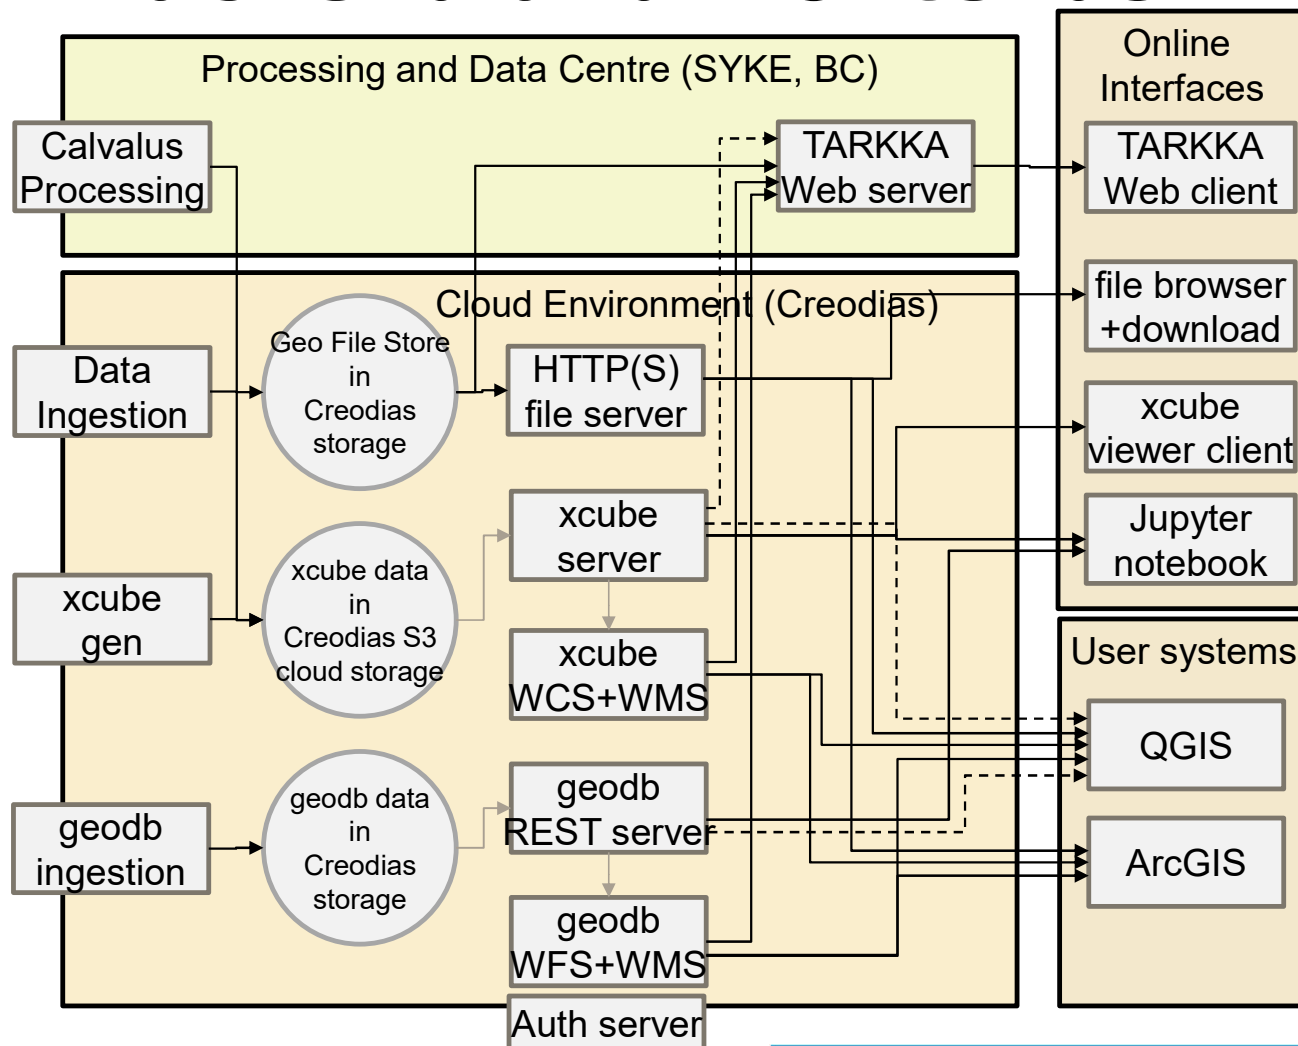 Processing and Data Centre (SYKE, BC)
Calvalus
Processing
TARKKA
Web server
Online
Interfaces
TARKKA
Web client
file browser
+download
xcube
viewer client
Jupyter
notebook
Cloud Environment (Creodias)
Data
Ingestion
Geo File Store
in
Creodias
storage
HTTP(S)
file server
xcube
gen
xcube data
in
Creodias S3
cloud storage
xcube
server
xcube
WCS+WMS
geodb
ingestion
geodb data
in
Creodias
storage
geodb
REST server
geodb
WFS+WMS
Auth server
User systems
QGIS
ArcGIS